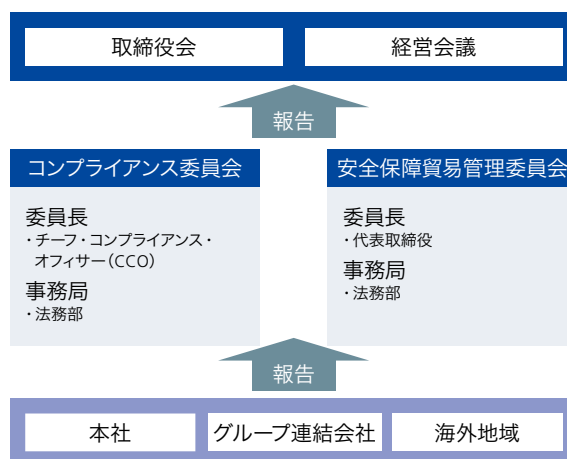 取締役会
経営会議
報告
コンプライアンス委員会
委員長
・チーフ・コンプライアンス・
オフィサー（CCO）
事務局
・法務部
安全保障貿易管理委員会
委員長
・代表取締役
事務局
・法務部
報告
本社
グループ連結会社
海外地域